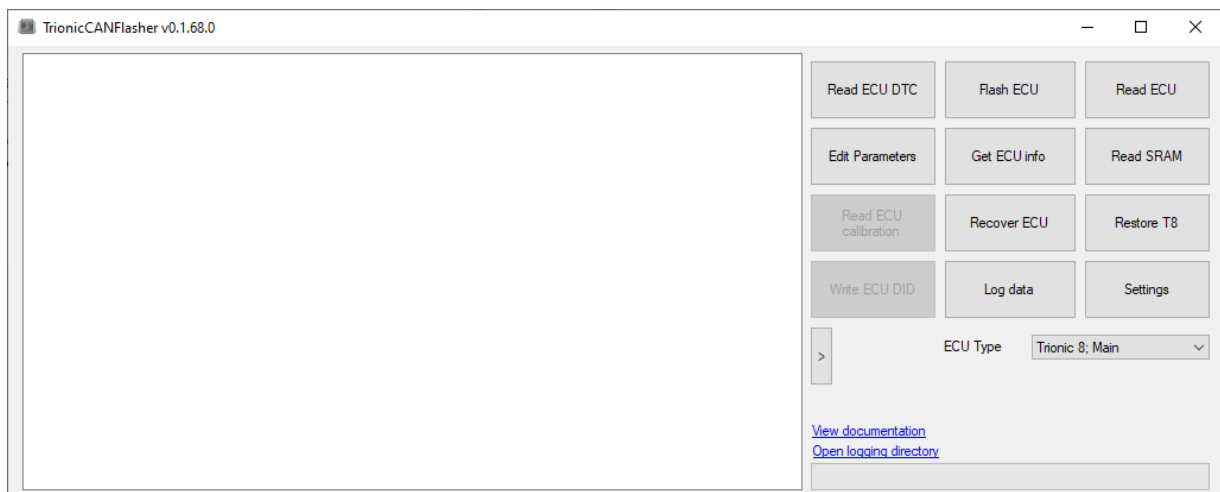 TrionicCANFlasher v0.1.68.0
Read ECU DTC
Flash ECU
Read ECU
Edit Parameters
Get ECU info
Read SRAM
Read ECU
calibration
Recover ECU
Restore T8
Write ECU DID
Log data
Settings
>
ECU Type
Trionic 8; Main
View documentation
Open logging directory